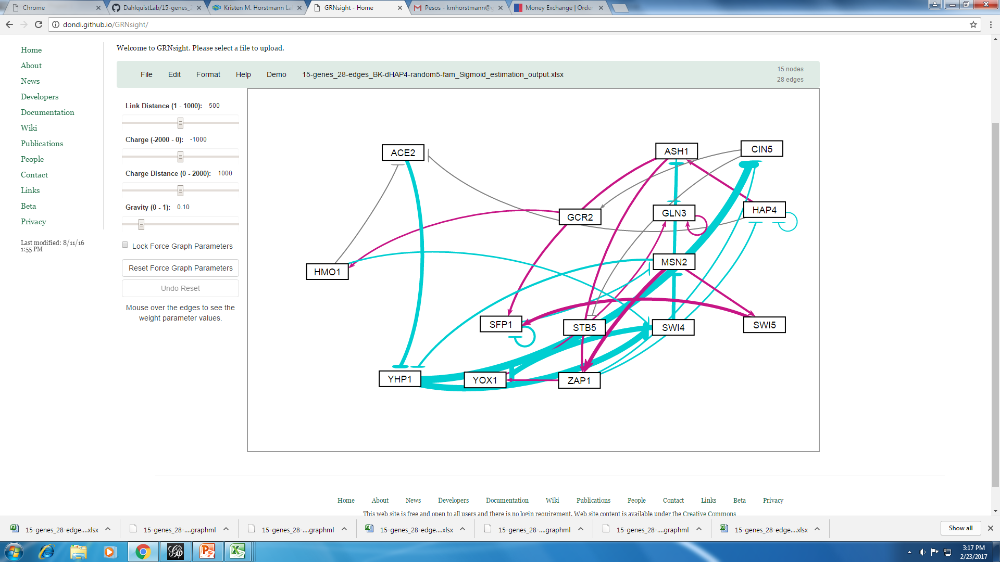 Chrome
DahlquistLab/15-genes_2
Kristen M. Horstmann La
GRNsight - Home
Pesos - kmhorstmann@g
Money Exchange | Order
dondi.github.io/GRNsight/
Home
About
News
Developers
Documentation
Wiki
Publications
People
Contact
Links
Beta
Privacy
Last modified: 8/11/16
1:55 PM
Welcome to GRNsight. Please select a file to upload.
File Edit Format Help Demo 15-genes_28-edges_BK-dHAP4-random5-fam_Sigmoid_estimation_output.xlsx
15 nodes
28 edges
Link Distance (1 - 1000): 500
Charge (-2000 - 0): -1000
Charge Distance (0 - 2000): 1000
Gravity (0 - 1): 0.10
Lock Force Graph Parameters
Reset Force Graph Parameters
Undo Reset
Mouse over the edges to see the
weight parameter values.
ACE2
ASH1
CIN5
GCR2
GLN3
HAP4
HMO1
MSN2
SFP1
STB5
SWI4
SWI5
YHP1
YOX1
ZAP1
Home About News Developers Documentation Wiki Publications People Contact Links Beta Privacy
This web site is free and open to all users and there is no login requirement. Web site content is available under the Creative Commons
15-genes_28-edge....xlsx
15-genes_28-....graphml
15-genes_28-....graphml
15-genes_28-edge....xlsx
15-genes_28-....graphml
15-genes_28-....graphml
15-genes_28-edge....xlsx
Show all
3:17 PM
2/23/2017